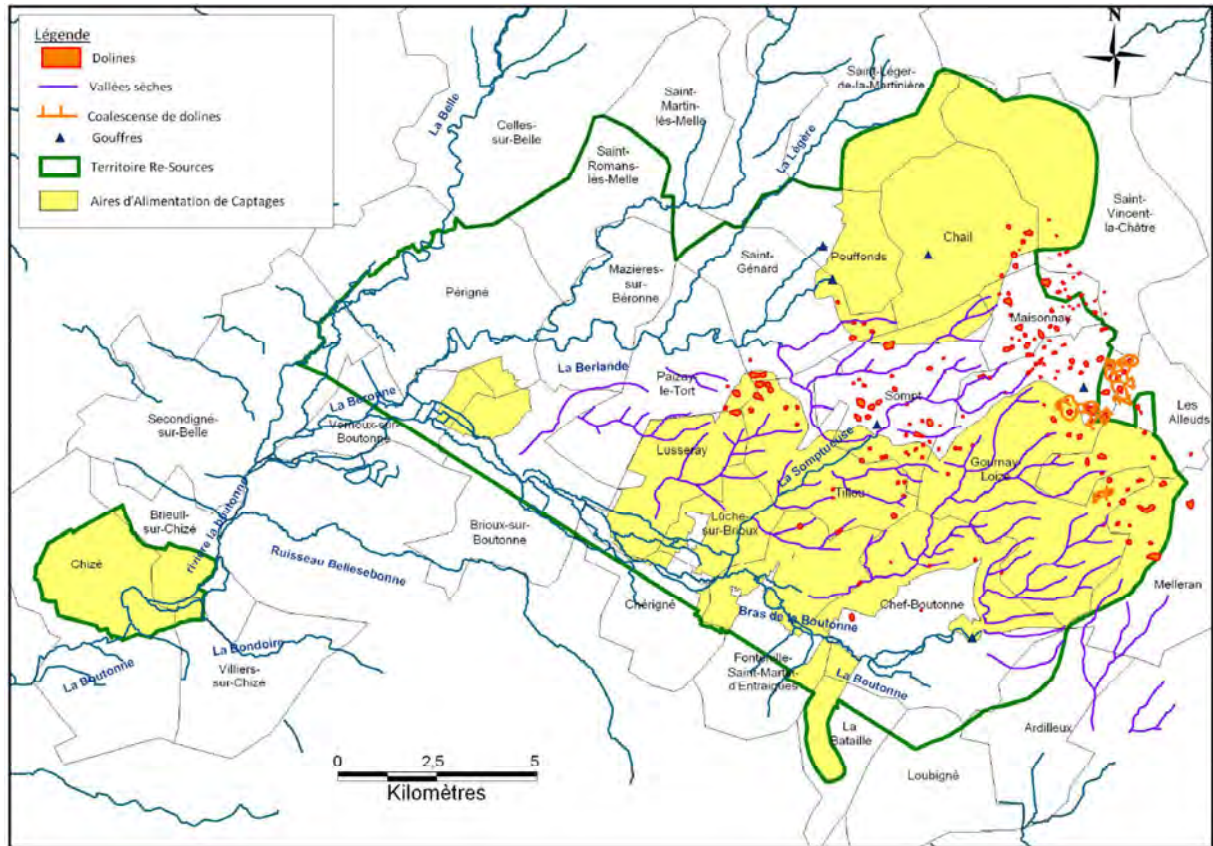 Légende
Dolines
Vallées sèches
Coalescense de dolines
Gouffres
Territoire Re-Sources
Aires d'Alimentation de Captages
N
La Belle
Celles-
sur-Belle
Saint-
Martin-
lès-Melle
Saint-Léger-
de-la-Martinière
Saint-
Romans-
lès-Melle
La Légère
Saint-
Vincent-
la-Châtre
Chail
Pouffonds
Saint-
Génard
Mazières-
sur-
Béronne
Périgné
Maisonnay
La Berlande
Paizay-
le-Tort
Sompt
Les
Alleuds
La Béronne
Vernoux-sur-
Boutonne
Secondigné-
sur-Belle
Lusseray
La Somptueuse
Gournay-
Loizé
Tillou
Lûché-
sur-Brioux
Brieuil-
sur-Chizé
rivière la boutonne
Chizé
Brioux-sur-
Boutonne
Ruisseau Bellesebonne
Chérigné
Bras de la Boutonne
Chef-Boutonne
Melleran
La Bondoire
La Boutonne
Villiers-
sur-Chizé
Fontenille-
Saint-Martin-
d'Entraigues
La Boutonne
La
Bataille
Ardilleux
Loubigné
0 2,5 5
Kilomètres